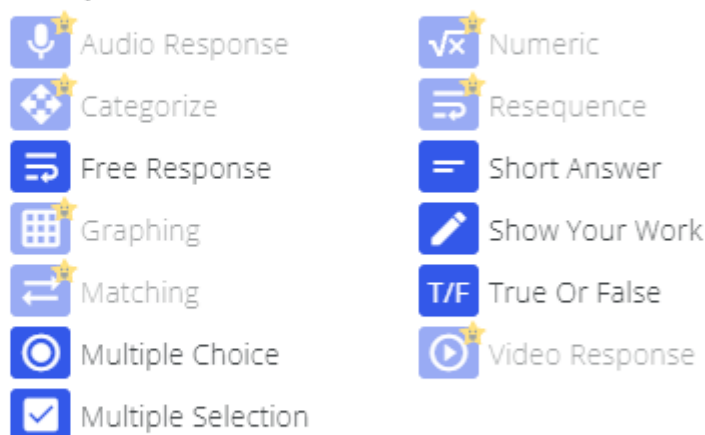 Audio Response
Categorize
Free Response
Graphing
Matching
Multiple Choice
Multiple Selection
√x Numeric
Resequence
Short Answer
Show Your Work
T/F True Or False
Video Response